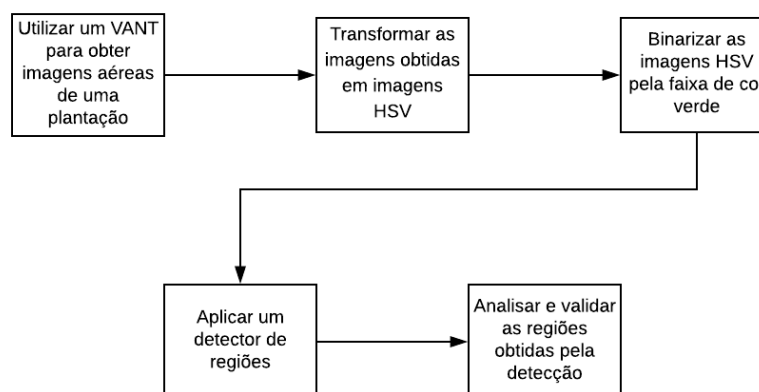 Utilizar um VANT
para obter
imagens aéreas
de uma
plantação
Transformar as
imagens obtidas
em imagens
HSV
Binarizar as
imagens HSV
pela faixa de co
verde
Aplicar um
detector de
regiões
Analisar e validar
as regiões
obtidas pela
detecção